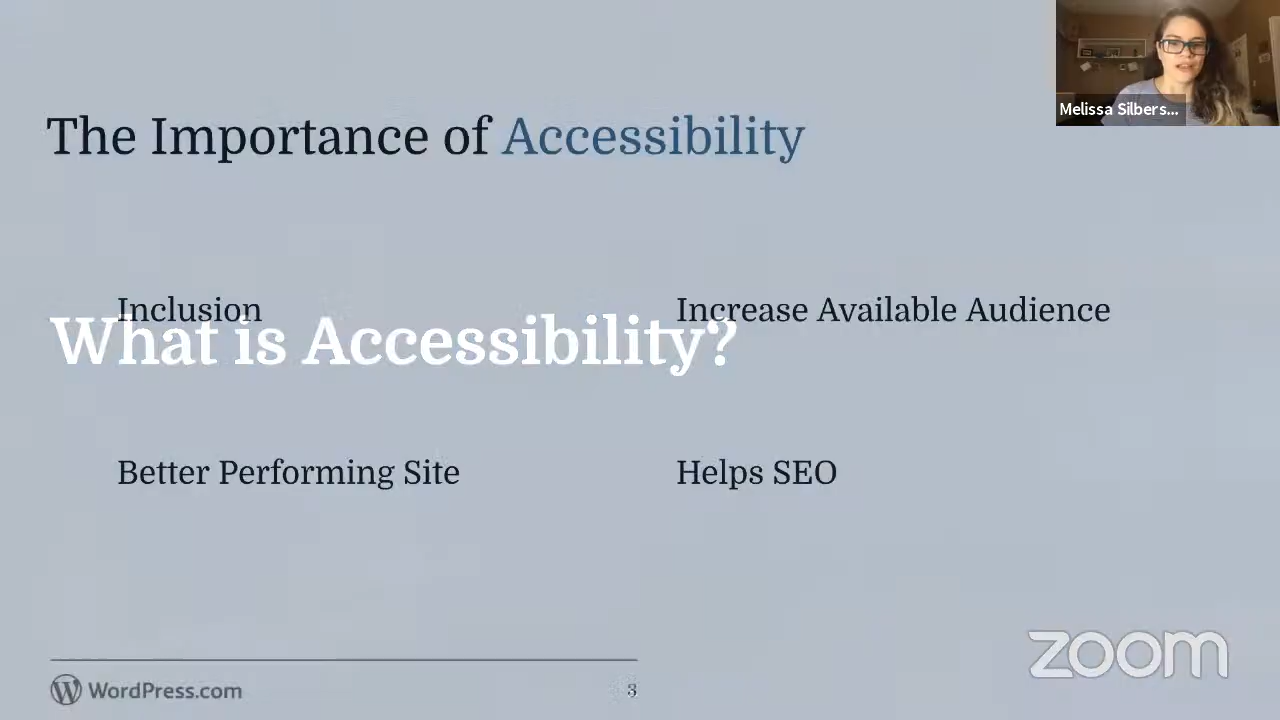 Melissa Silbers...
The Importance of Accessibility
Inclusion
Increase Available Audience
What is Accessibility?
Better Performing Site
Helps SEO
zoom
WordPress.com
3